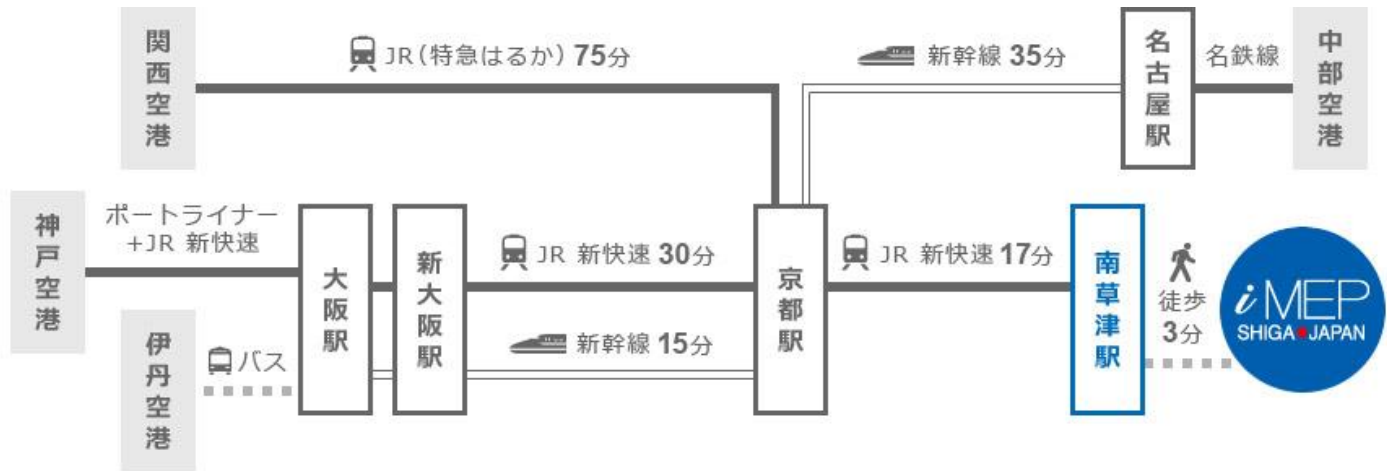 関西空港
JR(特急はるか) 75分
新幹線 35分
名古屋駅
名鉄線
中部空港
神戸空港
ポートライナー
+JR 新快速
大阪駅
新大阪駅
JR 新快速 30分
京都駅
JR 新快速 17分
南草津駅
徒歩
3分
iMEP
SHIGA JAPAN
伊丹空港
バス
新幹線 15分